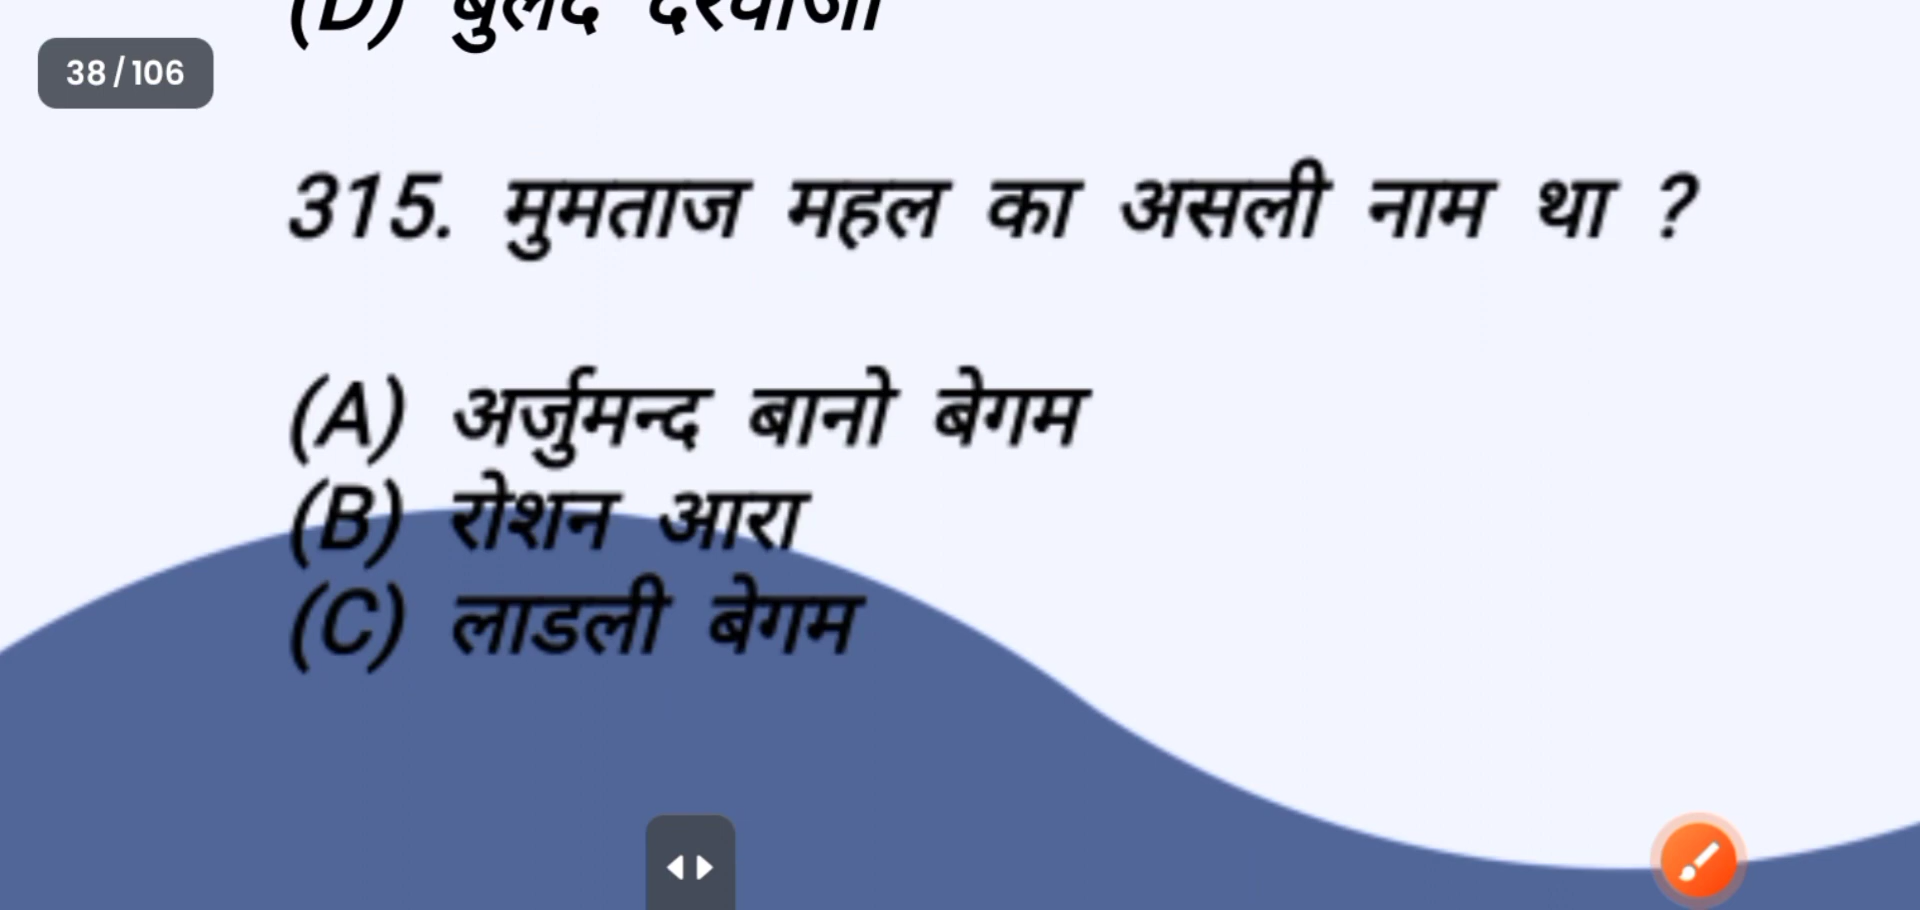 (D) बुलंद दरवाजा
38 / 106
315. मुमताज महल का असली नाम था ?
(A) अर्जुमन्द बानो बेगम
(B) रोशन आरा
(C) लाडली बेगम